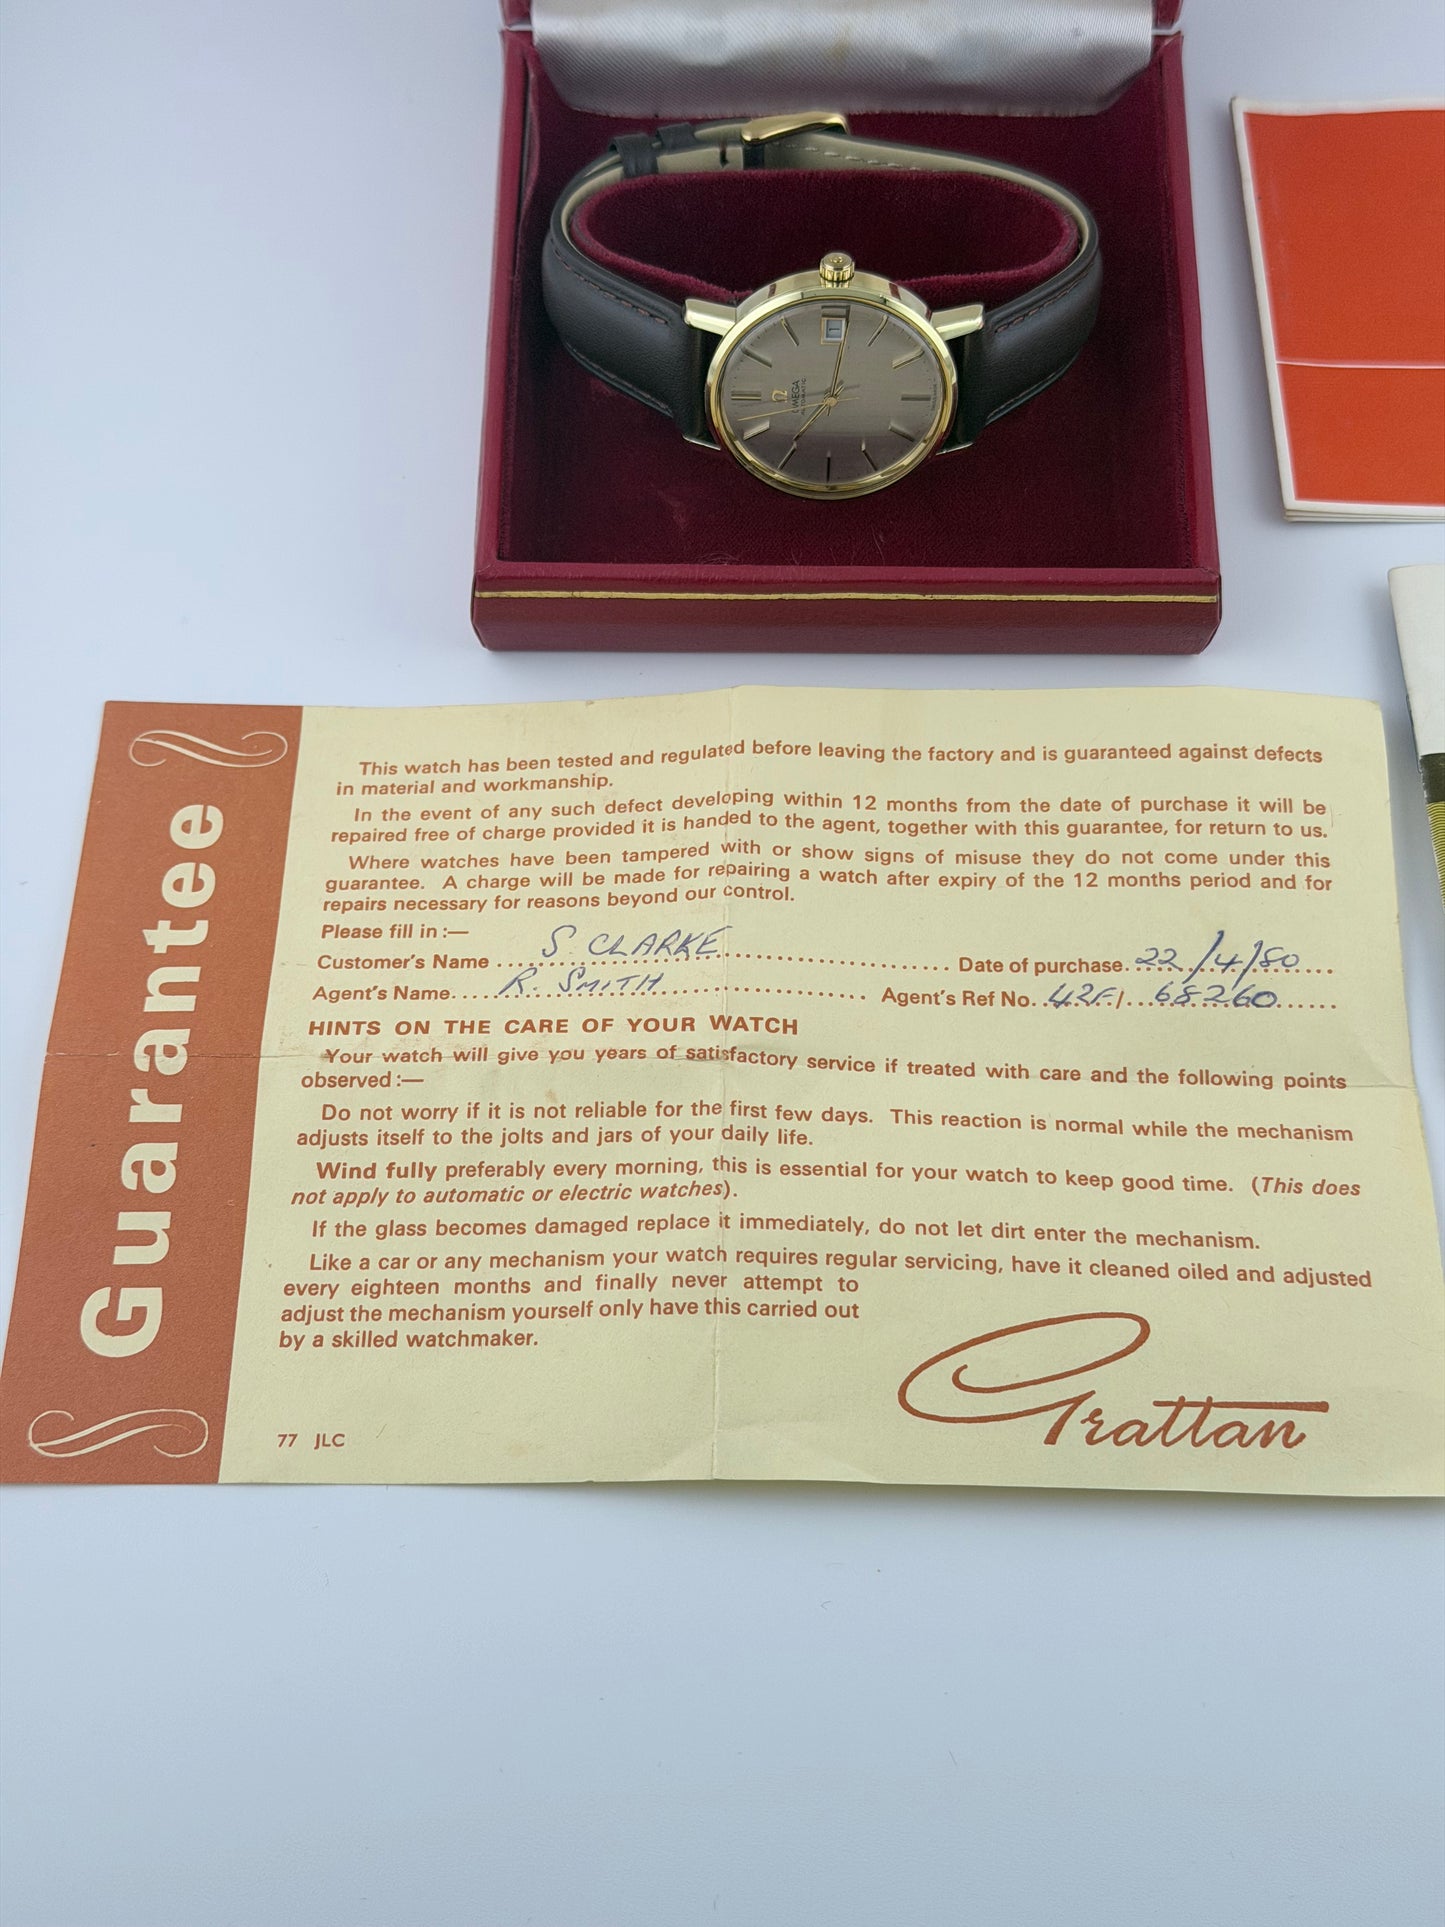 1
Ω
OMEGA
AUTOMATIC
Guarantee
This watch has been tested and regulated before leaving the factory and is guaranteed against defects
in material and workmanship.
In the event of any such defect developing within 12 months from the date of purchase it will be
repaired free of charge provided it is handed to the agent, together with this guarantee, for return to us.
Where watches have been tampered with or show signs of misuse they do not come under this
guarantee. A charge will be made for repairing a watch after expiry of the 12 months period and for
repairs necessary for reasons beyond our control.
Please fill in :—
Customer's Name S. CLARKE Date of purchase. 22/4/80
Agent's Name. R. SMITH Agent's Ref No. 42F/ 68260
HINTS ON THE CARE OF YOUR WATCH
Your watch will give you years of satisfactory service if treated with care and the following points
observed :—
Do not worry if it is not reliable for the first few days. This reaction is normal while the mechanism
adjusts itself to the jolts and jars of your daily life.
Wind fully preferably every morning, this is essential for your watch to keep good time. (This does
not apply to automatic or electric watches).
If the glass becomes damaged replace it immediately, do not let dirt enter the mechanism.
Like a car or any mechanism your watch requires regular servicing, have it cleaned oiled and adjusted
every eighteen months and finally never attempt to
adjust the mechanism yourself only have this carried out
by a skilled watchmaker.
77 JLC
Grattan